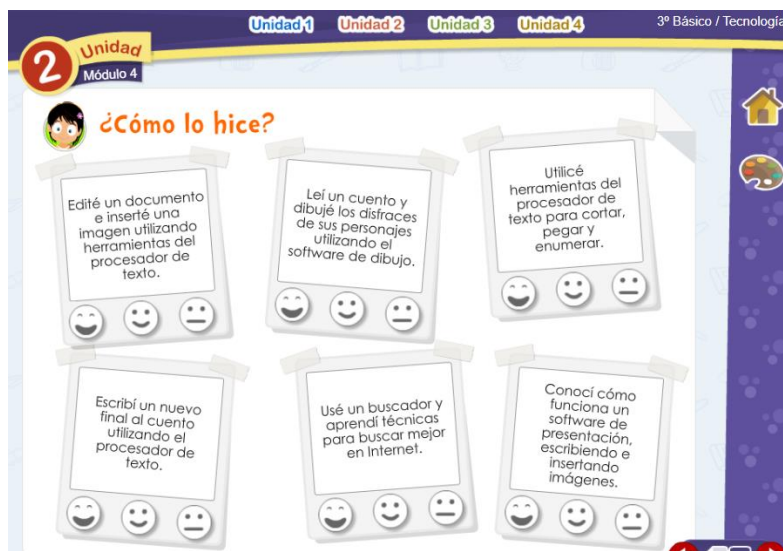 Unidad 1 Unidad 2 Unidad 3 Unidad 4
3º Básico / Tecnología
2 Unidad
Módulo 4
¿Cómo lo hice?
Edité un documento
e inserté una
imagen utilizando
herramientas del
procesador de
texto.
Leí un cuento y
dibujé los disfraces
de sus personajes
utilizando el
software de dibujo.
Utilicé
herramientas del
procesador de
texto para cortar,
pegar y
enumerar.
Escribí un nuevo
final al cuento
utilizando el
procesador de
texto.
Usé un buscador y
aprendí técnicas
para buscar mejor
en Internet.
Conocí cómo
funciona un
software de
presentación,
escribiendo e
insertando
imágenes.